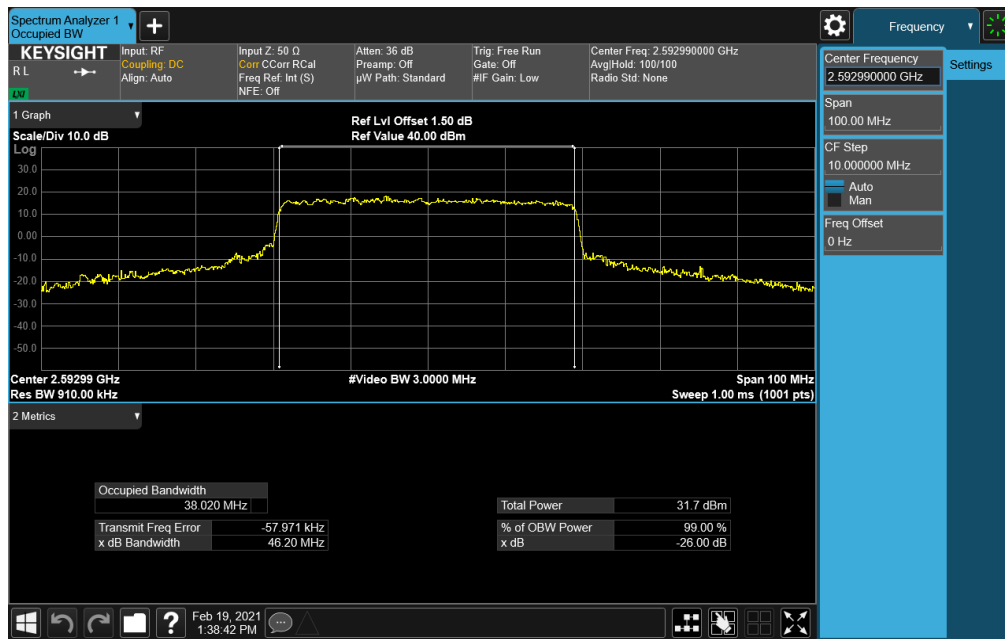 Spectrum Analyzer 1
Occupied BW
+
Frequency
KEYSIGHT
R L
LXI
Input: RF
Coupling: DC
Align: Auto
Input Z: 50 Ω
Corr CCorr RCal
Freq Ref: Int (S)
NFE: Off
Atten: 36 dB
Preamp: Off
µW Path: Standard
Trig: Free Run
Gate: Off
#IF Gain: Low
Center Freq: 2.592990000 GHz
Avg|Hold: 100/100
Radio Std: None
Center Frequency
2.592990000 GHz
Settings
Span
100.00 MHz
CF Step
10.000000 MHz
Auto
Man
Freq Offset
0 Hz
1 Graph
Scale/Div 10.0 dB
Ref Lvl Offset 1.50 dB
Ref Value 40.00 dBm
Log
30.0
20.0
10.0
0.00
-10.0
-20.0
-30.0
-40.0
-50.0
Center 2.59299 GHz
#Video BW 3.0000 MHz
Span 100 MHz
Res BW 910.00 kHz
Sweep 1.00 ms (1001 pts)
2 Metrics
Occupied Bandwidth
38.020 MHz
Transmit Freq Error -57.971 kHz
x dB Bandwidth 46.20 MHz
Total Power 31.7 dBm
% of OBW Power 99.00 %
x dB -26.00 dB
?
Feb 19, 2021
1:38:42 PM